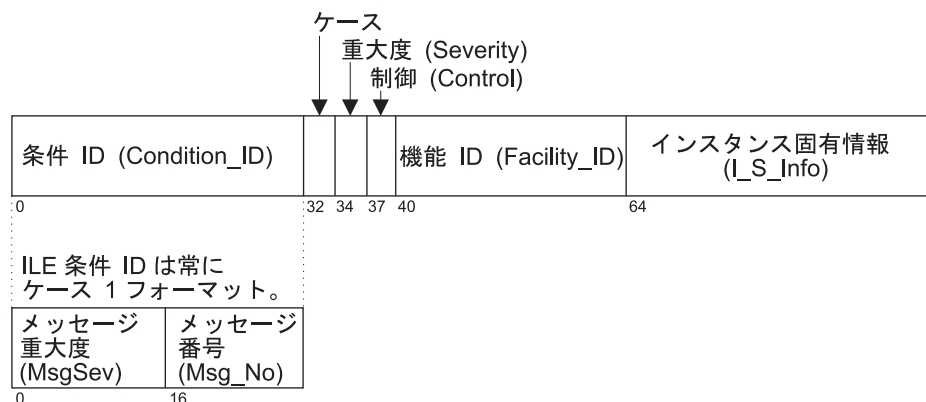 ケース
重大度 (Severity)
制御 (Control)
条件 ID (Condition_ID)
機能 ID (Facility_ID)
インスタンス固有情報
(I_S_Info)
0
32
34
37
40
64
ILE 条件 ID は常に
ケース 1 フォーマット。
メッセージ
重大度
(MsgSev)
メッセージ
番号
(Msg_No)
0
16